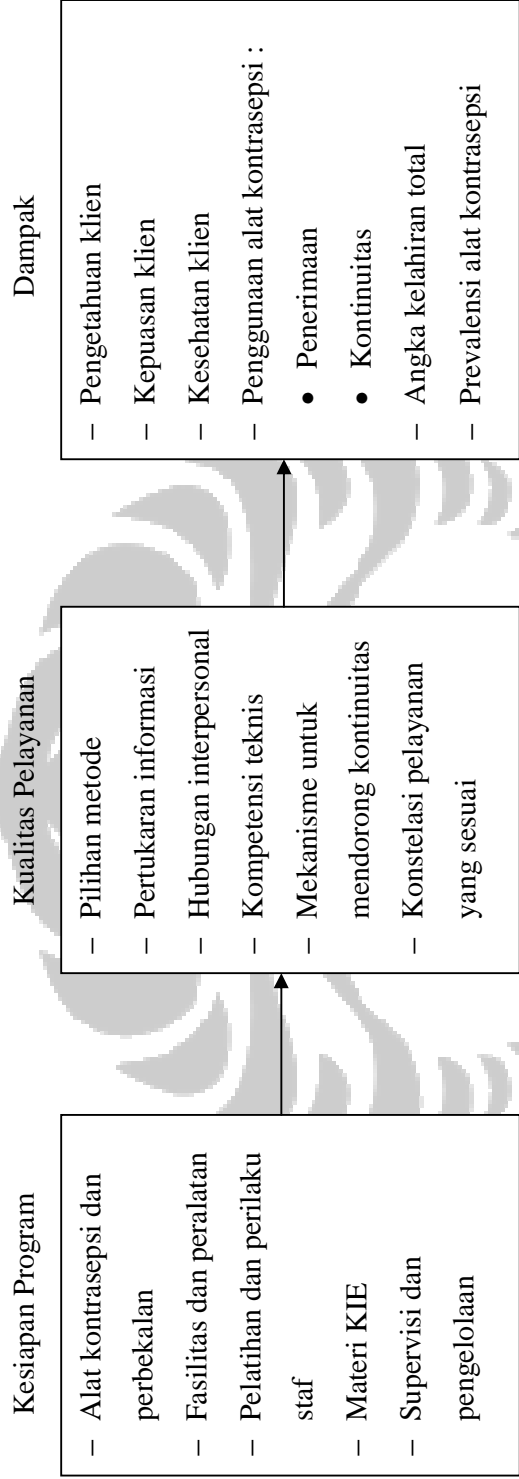 Kesiapan Program
– Alat kontrasepsi dan
perbekalan
– Fasilitas dan peralatan
– Pelatihan dan perilaku
staf
– Materi KIE
– Supervisi dan
pengelolaan
Kualitas Pelayanan
– Pilihan metode
– Pertukaran informasi
– Hubungan interpersonal
– Kompetensi teknis
– Mekanisme untuk
mendorong kontinuitas
– Konstelasi pelayanan
yang sesuai
Dampak
– Pengetahuan klien
– Kepuasan klien
– Kesehatan klien
– Penggunaan alat kontrasepsi :
• Penerimaan
• Kontinuitas
– Angka kelahiran total
– Prevalensi alat kontrasepsi